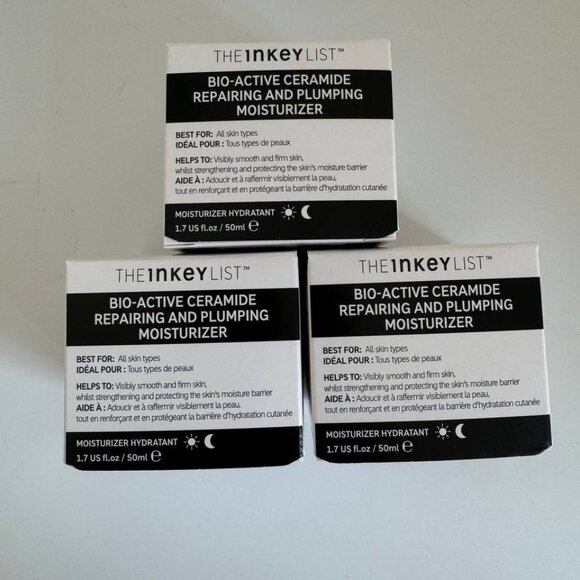 THE INKEY LIST™
BIO-ACTIVE CERAMIDE
REPAIRING AND PLUMPING
MOISTURIZER
BEST FOR: All skin types
IDÉAL POUR : Tous types de peaux
HELPS TO: Visibly smooth and firm skin,
whilst strengthening and protecting the skin's moisture barrier
AIDE À : Adoucir et à raffermir visiblement la peau,
tout en renforçant et en protégeant la barrière d'hydratation cutanée
MOISTURIZER HYDRATANT
1.7 US fl.oz / 50ml ℮
THE INKEY LIST™
BIO-ACTIVE CERAMIDE
REPAIRING AND PLUMPING
MOISTURIZER
BEST FOR: All skin types
IDÉAL POUR : Tous types de peaux
HELPS TO: Visibly smooth and firm skin,
whilst strengthening and protecting the skin's moisture barrier
AIDE À : Adoucir et à raffermir visiblement la peau,
tout en renforçant et en protégeant la barrière d'hydratation cutanée
MOISTURIZER HYDRATANT
1.7 US fl.oz / 50ml ℮
THE INKEY LIST™
BIO-ACTIVE CERAMIDE
REPAIRING AND PLUMPING
MOISTURIZER
BEST FOR: All skin types
IDÉAL POUR : Tous types de peaux
HELPS TO: Visibly smooth and firm skin,
whilst strengthening and protecting the skin's moisture barrier
AIDE À : Adoucir et à raffermir visiblement la peau,
tout en renforçant et en protégeant la barrière d'hydratation cutanée
MOISTURIZER HYDRATANT
1.7 US fl.oz / 50ml ℮